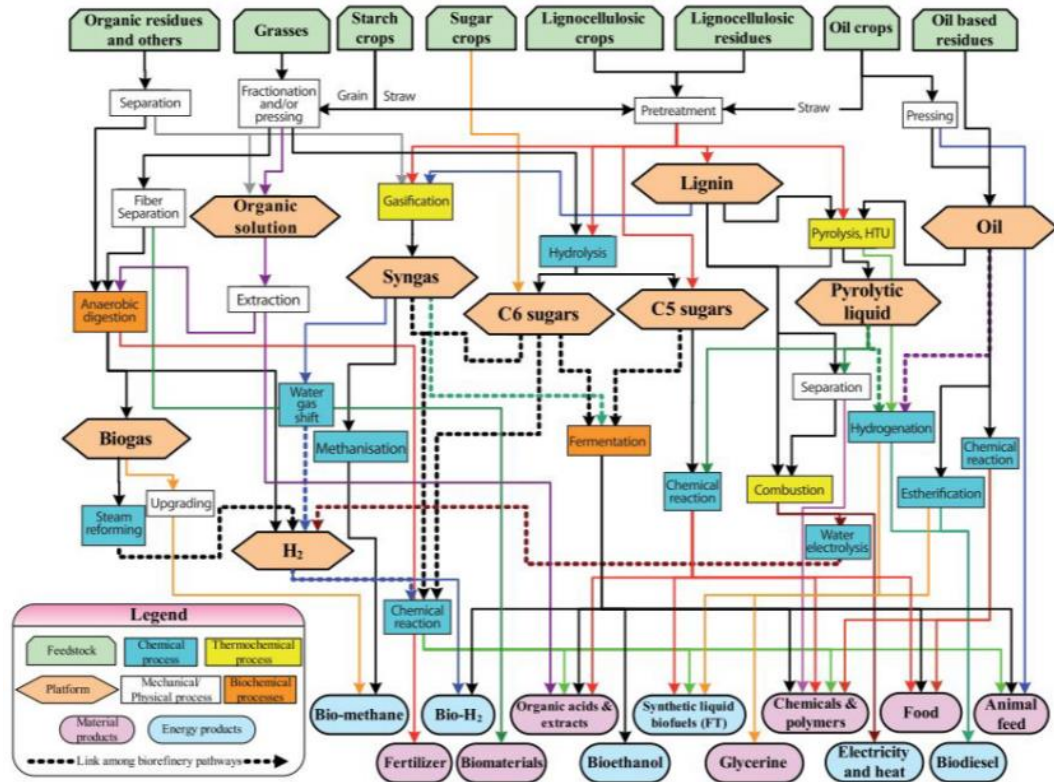 Organic residues
and others
Grasses
Starch
crops
Sugar
crops
Lignocellulosic crops
Lignocellulosic
residues
Oil crops
Oil based
residues
Separation
Fractionation
and/or
pressing
Grain
Straw
Pretreatment
Straw
Pressing
Fiber
Separation
Organic
solution
Gasification
Lignin
Hydrolysis
Pyrolysis, HTU
Oil
Anaerobic
digestion
Extraction
Syngas
C6 sugars
C5 sugars
Pyrolytic
liquid
Biogas
Water
gas
shift
Methanisation
Fermentation
Chemical
reaction
Separation
Combustion
Hydrogenation
Chemical
reaction
Estherification
Steam
reforming
Upgrading
H₂
Water
electrolysis
Chemical
reaction
Legend
Feedstock
Chemical
process
Thermochemical
process
Platform
Mechanical/
Physical process
Biochemical
processes
Material
products
Energy products
Link among biorefinery pathways
Bio-methane
Bio-H₂
Organic acids &
extracts
Synthetic liquid
biofuels (FT)
Chemicals &
polymers
Food
Animal
feed
Fertilizer
Biomaterials
Bioethanol
Glycerine
Electricity
and heat
Biodiesel